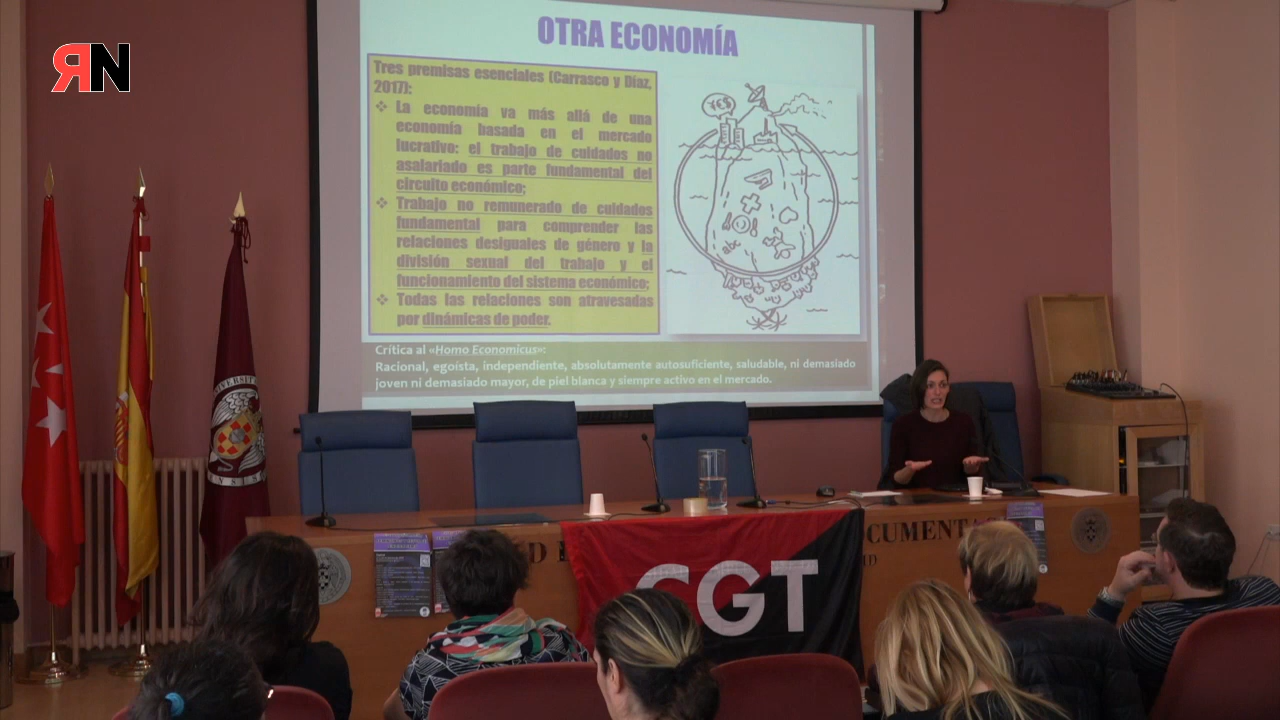 ЯN
OTRA ECONOMÍA
Tres premisas esenciales (Carrasco y Díaz,
2017):
❖ La economía va más allá de una
economía basada en el mercado
lucrativo: el trabajo de cuidados no
asalariado es parte fundamental del
circuito económico;
❖ Trabajo no remunerado de cuidados
fundamental para comprender las
relaciones desiguales de género y la
división sexual del trabajo y el
funcionamiento del sistema económico;
❖ Todas las relaciones son atravesadas
por dinámicas de poder.
YES
Crítica al «Homo Economicus»:
Racional, egoísta, independiente, absolutamente autosuficiente, saludable, ni demasiado
joven ni demasiado mayor, de piel blanca y siempre activo en el mercado.
CGT